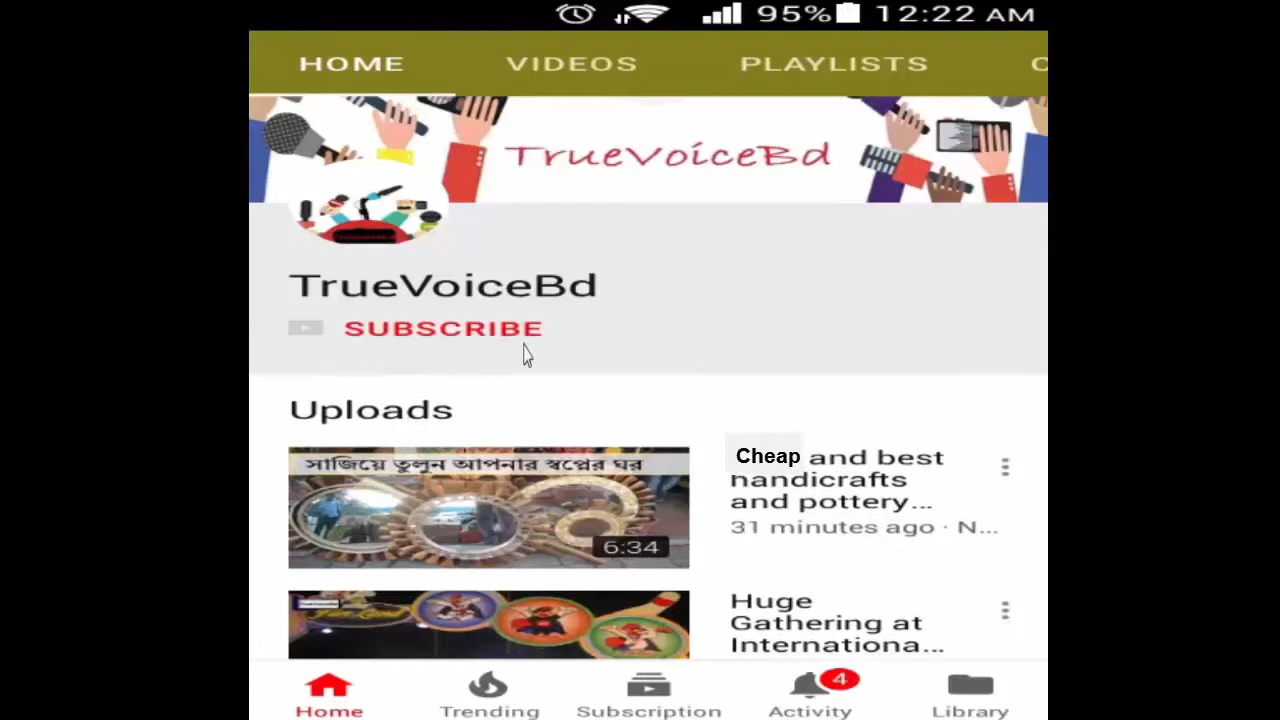 95% 12:22 AM
HOME VIDEOS PLAYLISTS
TrueVoiceBd
TrueVoiceBd
SUBSCRIBE
Uploads
সাজিয়ে তুলুন আপনার স্বপ্নের ঘর
6:34
Cheap and best
handicrafts
and pottery...
31 minutes ago · N...
Huge
Gathering at
Internationa...
4
Home Trending Subscription Activity Library